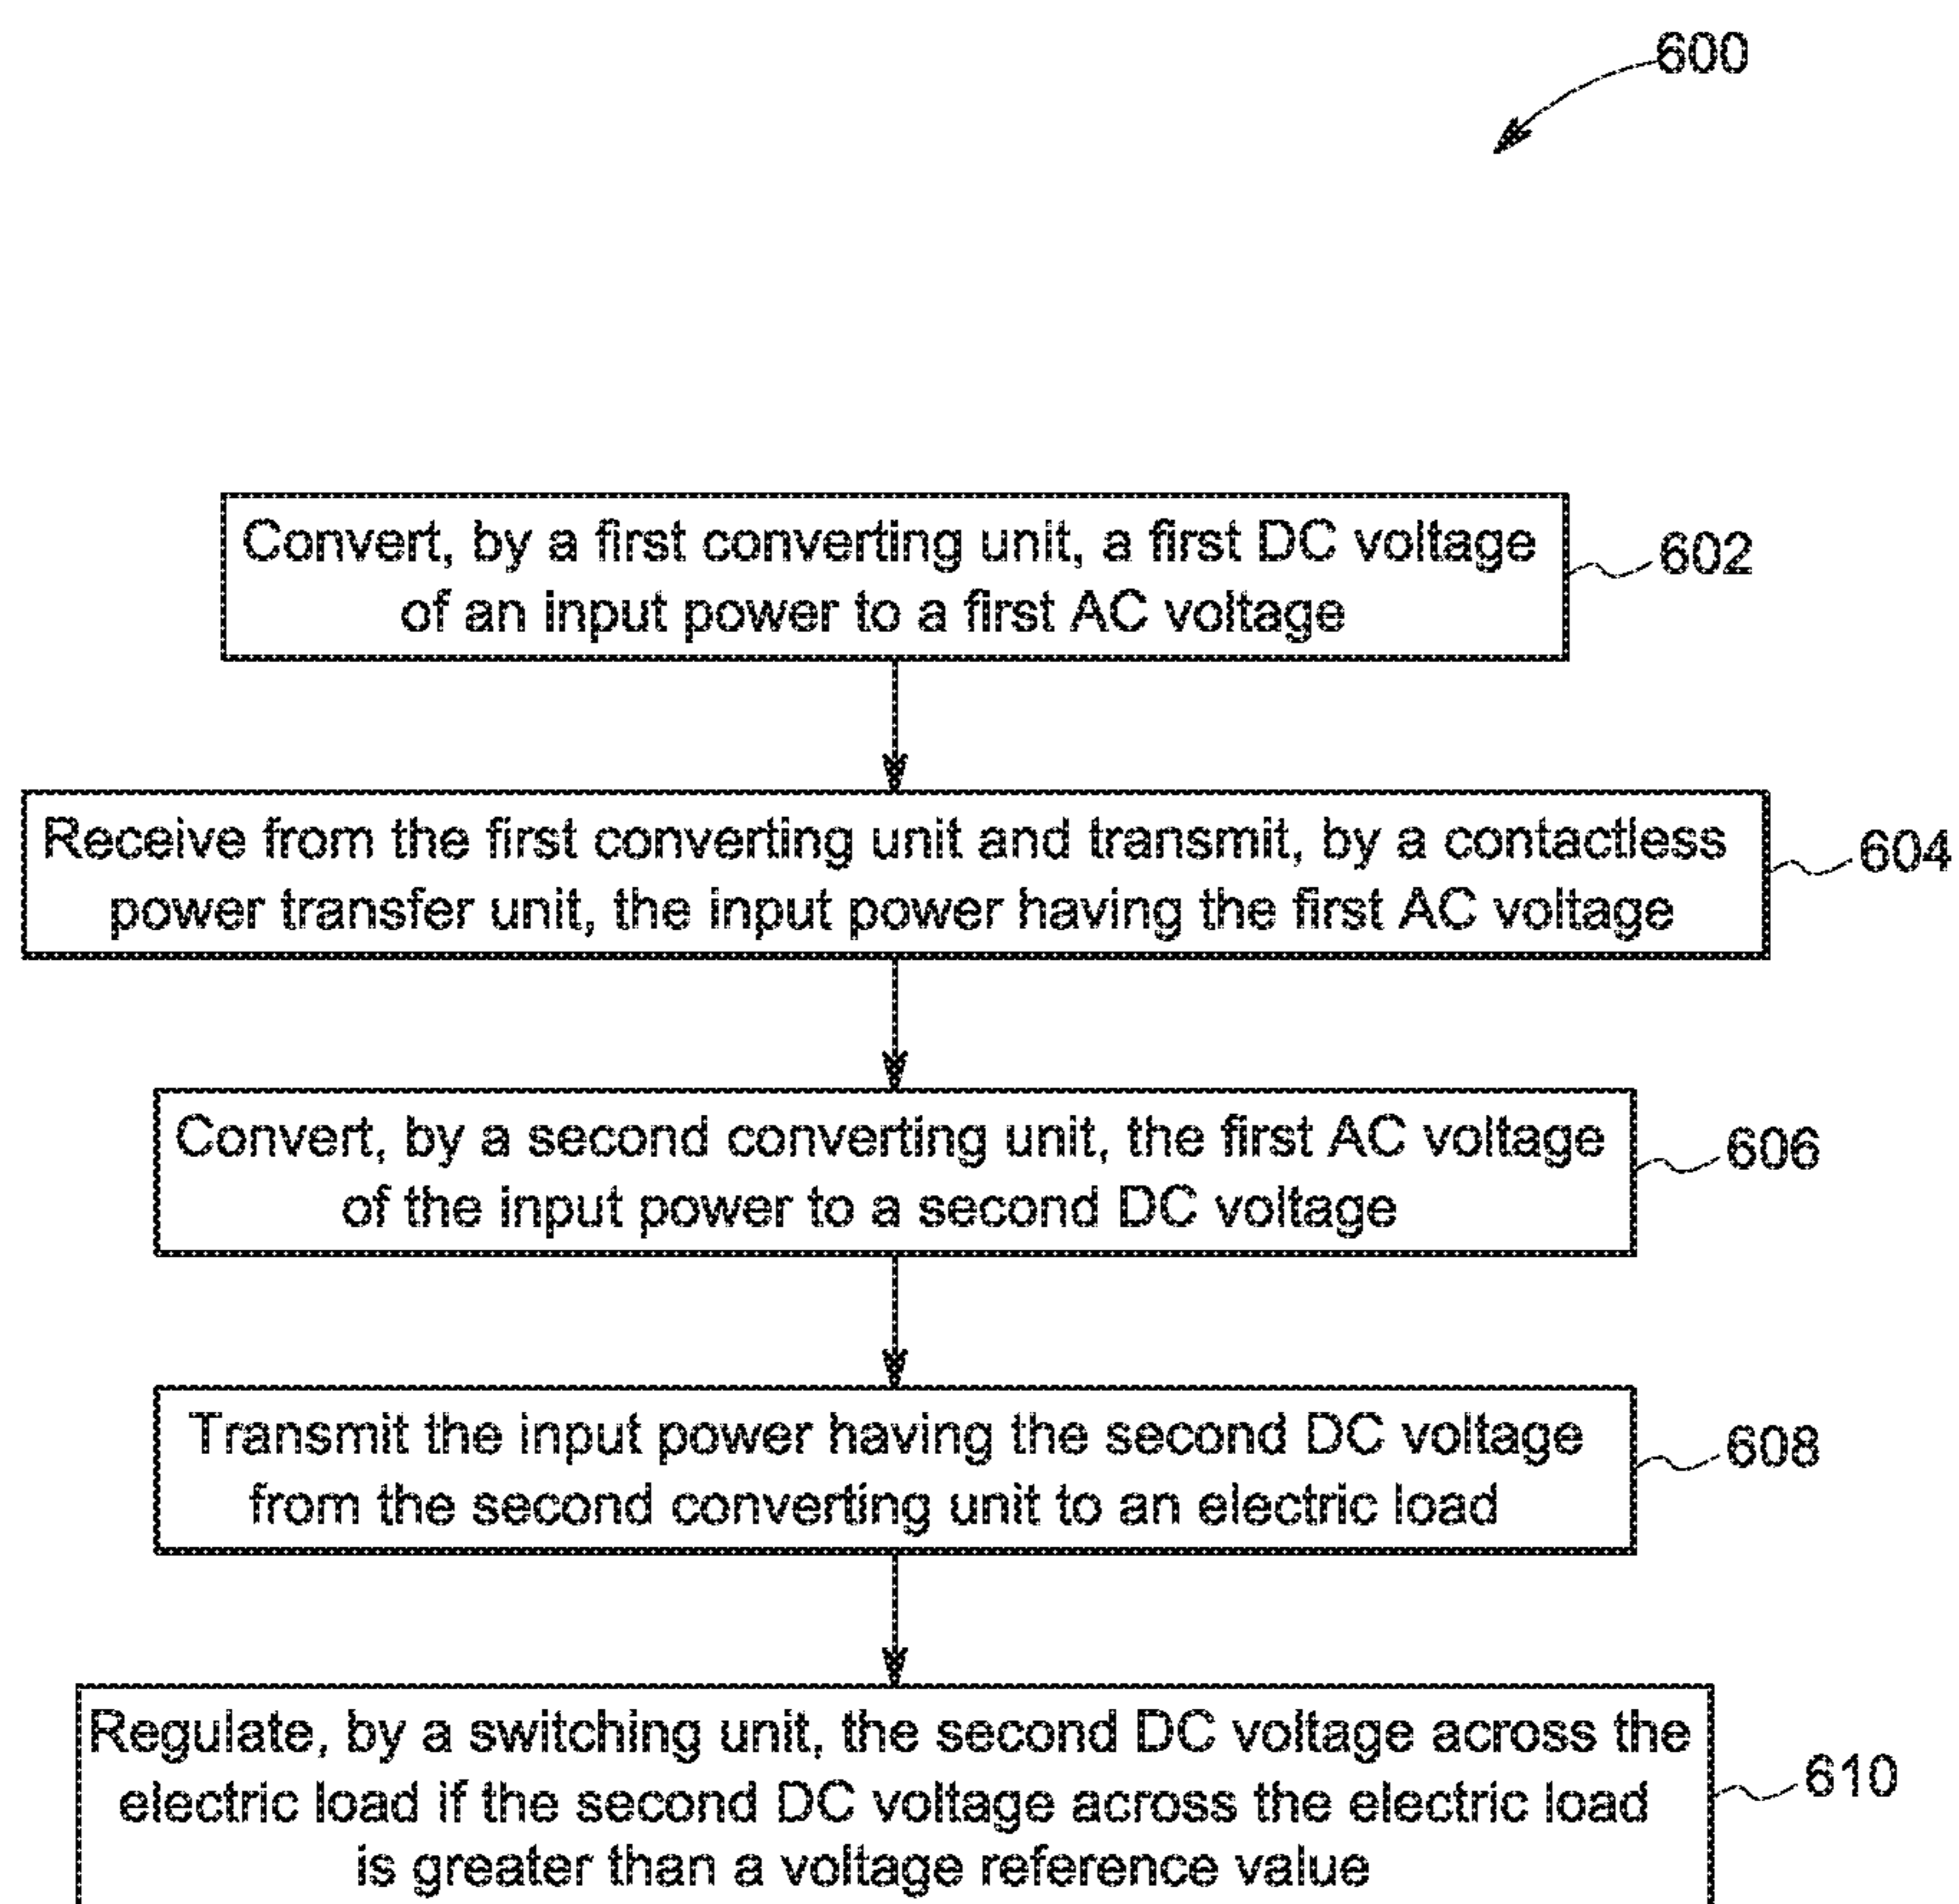 600
Convert, by a first converting unit, a first DC voltage
of an input power to a first AC voltage
602
Receive from the first converting unit and transmit, by a contactless
power transfer unit, the input power having the first AC voltage
604
Convert, by a second converting unit, the first AC voltage
of the input power to a second DC voltage
606
Transmit the input power having the second DC voltage
from the second converting unit to an electric load
608
Regulate, by a switching unit, the second DC voltage across the
electric load if the second DC voltage across the electric load
is greater than a voltage reference value
610